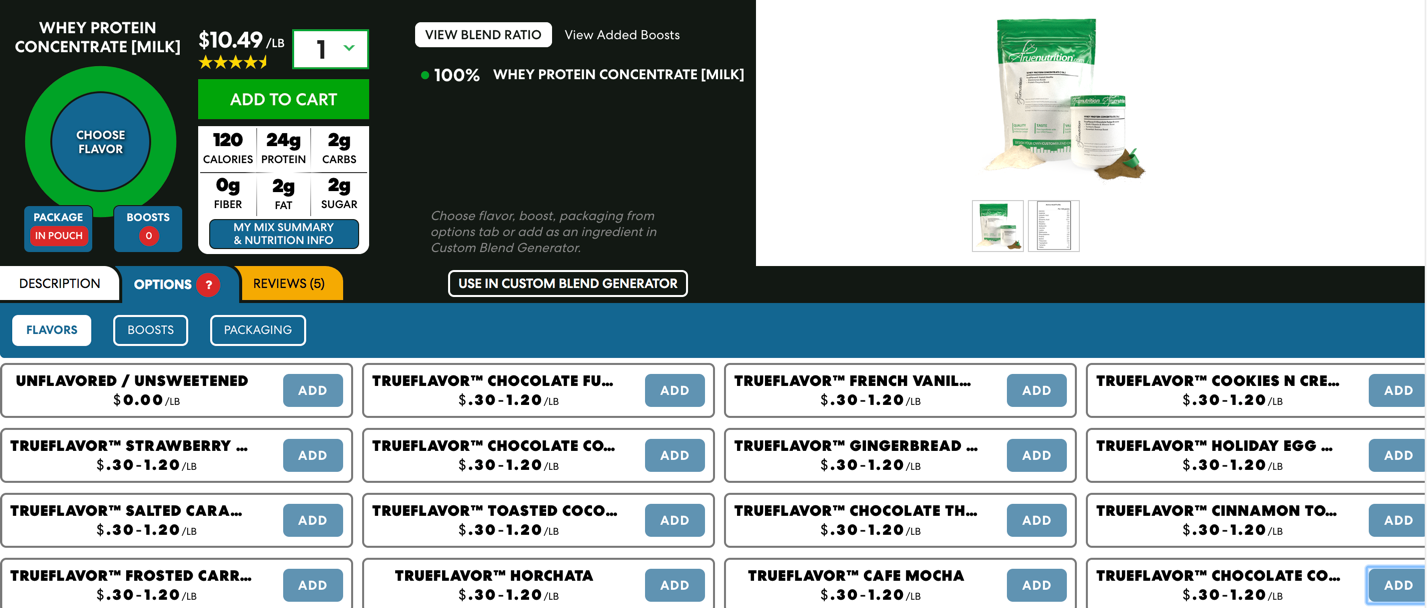 WHEY PROTEIN
CONCENTRATE [MILK]
$10.49 /LB
1
ADD TO CART
CHOOSE
FLAVOR
120
CALORIES
24g
PROTEIN
2g
CARBS
0g
FIBER
2g
FAT
2g
SUGAR
MY MIX SUMMARY
& NUTRITION INFO
PACKAGE
IN POUCH
BOOSTS
0
VIEW BLEND RATIO
View Added Boosts
100% WHEY PROTEIN CONCENTRATE [MILK]
Choose flavor, boost, packaging from
options tab or add as an ingredient in
Custom Blend Generator.
USE IN CUSTOM BLEND GENERATOR
truenutrition.com
DESCRIPTION
OPTIONS ?
REVIEWS (5)
FLAVORS
BOOSTS
PACKAGING
UNFLAVORED / UNSWEETENED
$0.00/LB
ADD
TRUEFLAVOR™ CHOCOLATE FU...
$.30-1.20/LB
ADD
TRUEFLAVOR™ FRENCH VANIL...
$.30-1.20/LB
ADD
TRUEFLAVOR™ COOKIES N CRE...
$.30-1.20/LB
ADD
TRUEFLAVOR™ STRAWBERRY ...
$.30-1.20/LB
ADD
TRUEFLAVOR™ CHOCOLATE CO...
$.30-1.20/LB
ADD
TRUEFLAVOR™ GINGERBREAD ...
$.30-1.20/LB
ADD
TRUEFLAVOR™ HOLIDAY EGG ...
$.30-1.20/LB
ADD
TRUEFLAVOR™ SALTED CARA...
$.30-1.20/LB
ADD
TRUEFLAVOR™ TOASTED COCO...
$.30-1.20/LB
ADD
TRUEFLAVOR™ CHOCOLATE TH...
$.30-1.20/LB
ADD
TRUEFLAVOR™ CINNAMON TO...
$.30-1.20/LB
ADD
TRUEFLAVOR™ FROSTED CARR...
$.30-1.20/LB
ADD
TRUEFLAVOR™ HORCHATA
$.30-1.20/LB
ADD
TRUEFLAVOR™ CAFE MOCHA
$.30-1.20/LB
ADD
TRUEFLAVOR™ CHOCOLATE CO...
$.30-1.20/LB
ADD